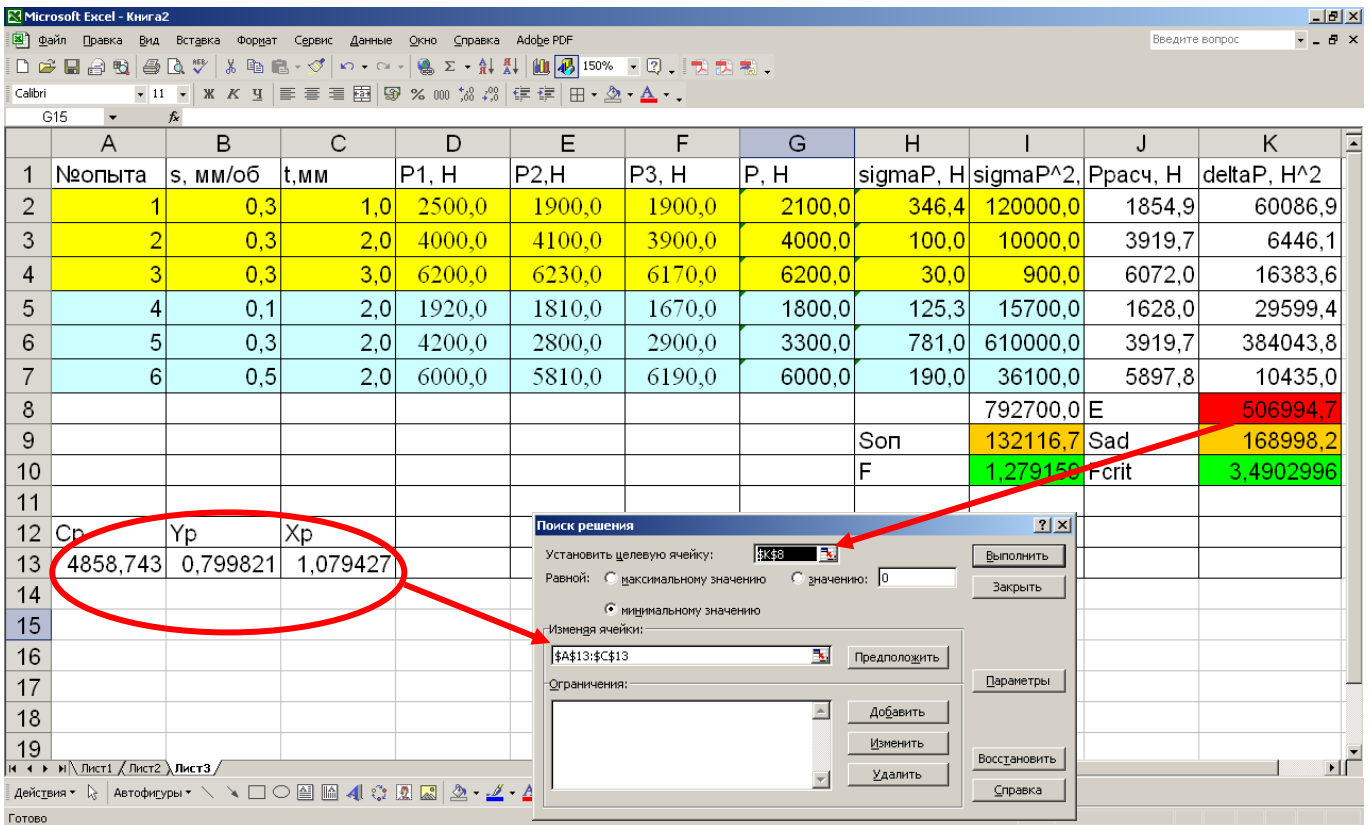 Microsoft Excel - Книга2
Файл Правка Вид Вставка Формат Сервис Данные Окно Справка Adobe PDF Введите вопрос
150%
Calibri 11 Ж К Ч
G15 fx
A B C D E F G H I J K
1 №опыта s, мм/об t,мм P1, Н P2,Н P3, Н P, Н sigmaP, Н sigmaP^2, Pрасч, Н deltaP, Н^2
2 1 0,3 1,0 2500,0 1900,0 1900,0 2100,0 346,4 120000,0 1854,9 60086,9
3 2 0,3 2,0 4000,0 4100,0 3900,0 4000,0 100,0 10000,0 3919,7 6446,1
4 3 0,3 3,0 6200,0 6230,0 6170,0 6200,0 30,0 900,0 6072,0 16383,6
5 4 0,1 2,0 1920,0 1810,0 1670,0 1800,0 125,3 15700,0 1628,0 29599,4
6 5 0,3 2,0 4200,0 2800,0 2900,0 3300,0 781,0 610000,0 3919,7 384043,8
7 6 0,5 2,0 6000,0 5810,0 6190,0 6000,0 190,0 36100,0 5897,8 10435,0
8 792700,0 E 506994,7
9 Sоп 132116,7 Sad 168998,2
10 F 1,279159 Fcrit 3,4902996
11
12 Cp Yp Xp
13 4858,743 0,799821 1,079427
14
15
16
17
18
19
Поиск решения
Установить целевую ячейку: $K$8 Выполнить
Равной: максимальному значению значению: 0 Закрыть
минимальному значению
Изменяя ячейки:
$A$13:$C$13 Предположить
Ограничения: Параметры
Добавить
Изменить
Восстановить
Удалить
Справка
Лист1 Лист2 Лист3
Действия Автофигуры
Готово